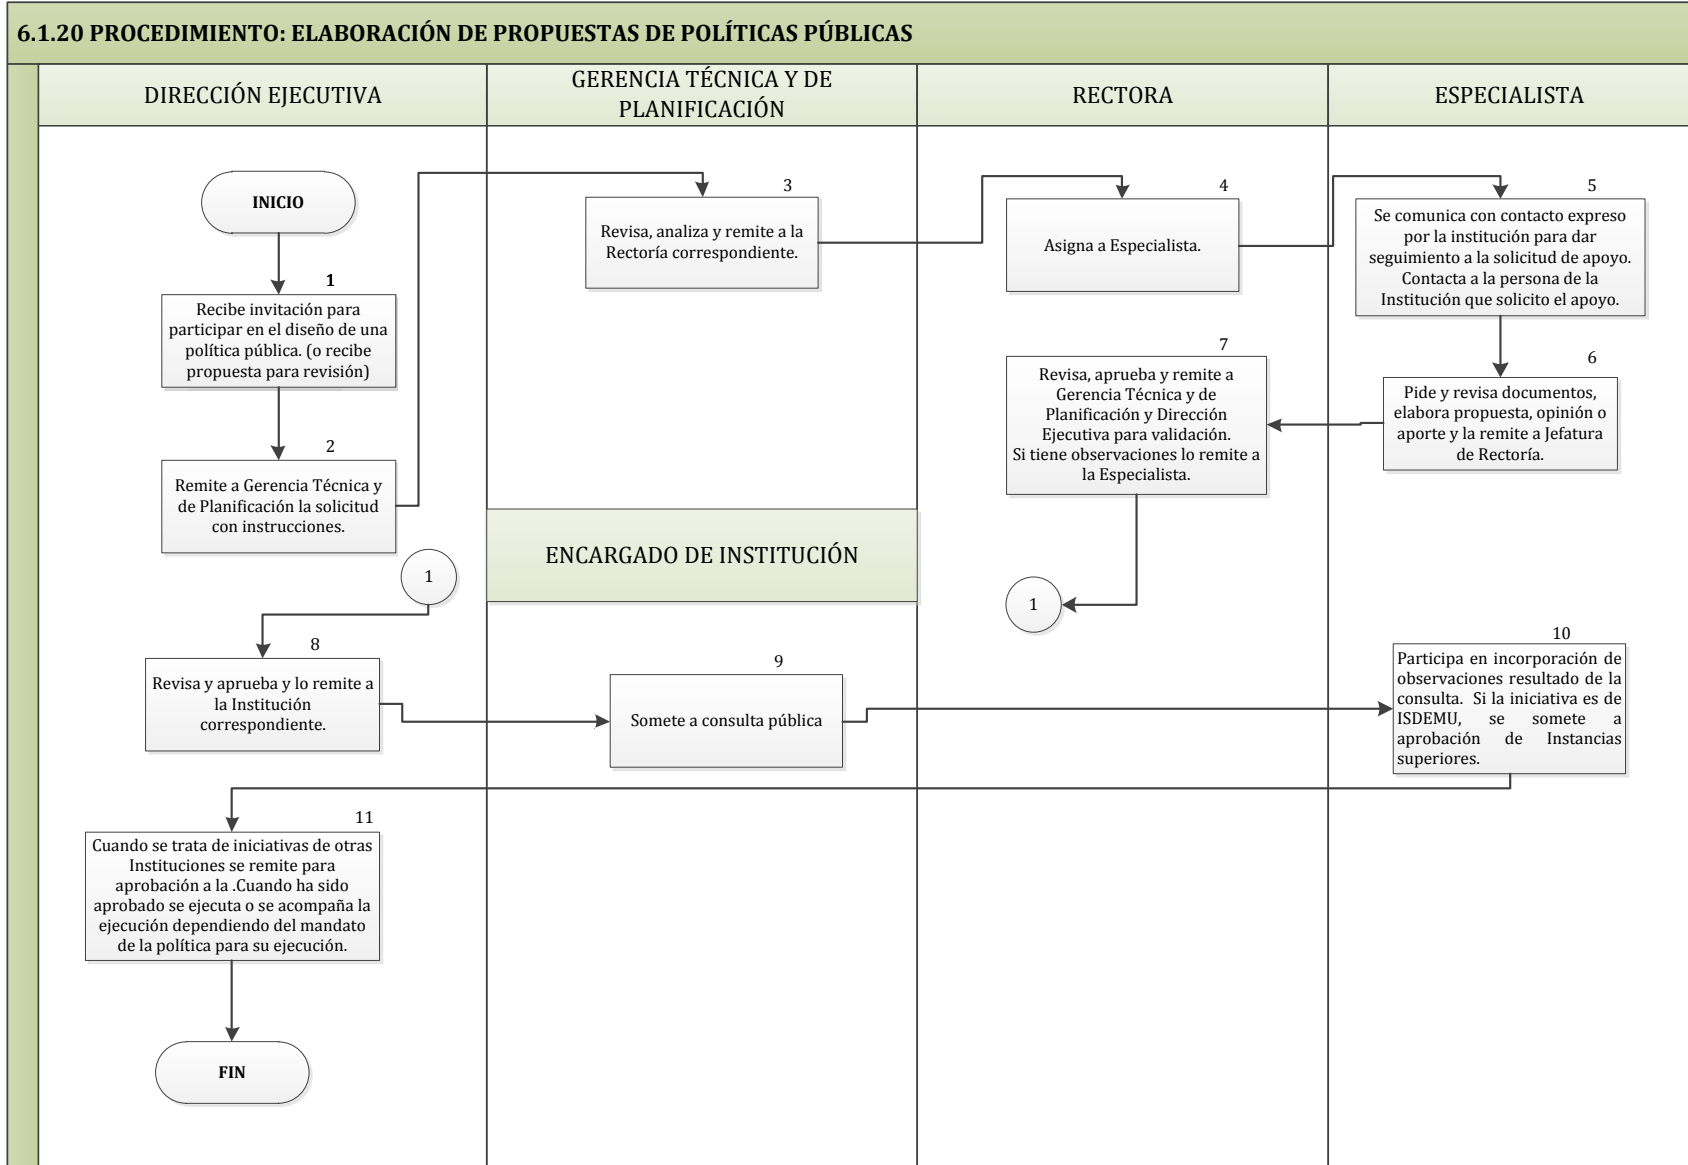 6.1.20 PROCEDIMIENTO: ELABORACIÓN DE PROPUESTAS DE POLÍTICAS PÚBLICAS
DIRECCIÓN EJECUTIVA
GERENCIA TÉCNICA Y DE
PLANIFICACIÓN
RECTORA
ESPECIALISTA
INICIO
1
Recibe invitación para
participar en el diseño de una
política pública. (o recibe
propuesta para revisión)
2
Remite a Gerencia Técnica y
de Planificación la solicitud
con instrucciones.
3
Revisa, analiza y remite a la
Rectoría correspondiente.
4
Asigna a Especialista.
5
Se comunica con contacto expreso
por la institución para dar
seguimiento a la solicitud de apoyo.
Contacta a la persona de la
Institución que solicito el apoyo.
6
Pide y revisa documentos,
elabora propuesta, opinión o
aporte y la remite a Jefatura
de Rectoría.
7
Revisa, aprueba y remite a
Gerencia Técnica y de
Planificación y Dirección
Ejecutiva para validación.
Si tiene observaciones lo remite a
la Especialista.
1
ENCARGADO DE INSTITUCIÓN
1
8
Revisa y aprueba y lo remite a
la Institución
correspondiente.
9
Somete a consulta pública
10
Participa en incorporación de
observaciones resultado de la
consulta. Si la iniciativa es de
ISDEMU, se somete a
aprobación de Instancias
superiores.
11
Cuando se trata de iniciativas de otras
Instituciones se remite para
aprobación a la .Cuando ha sido
aprobado se ejecuta o se acompaña la
ejecución dependiendo del mandato
de la política para su ejecución.
FIN